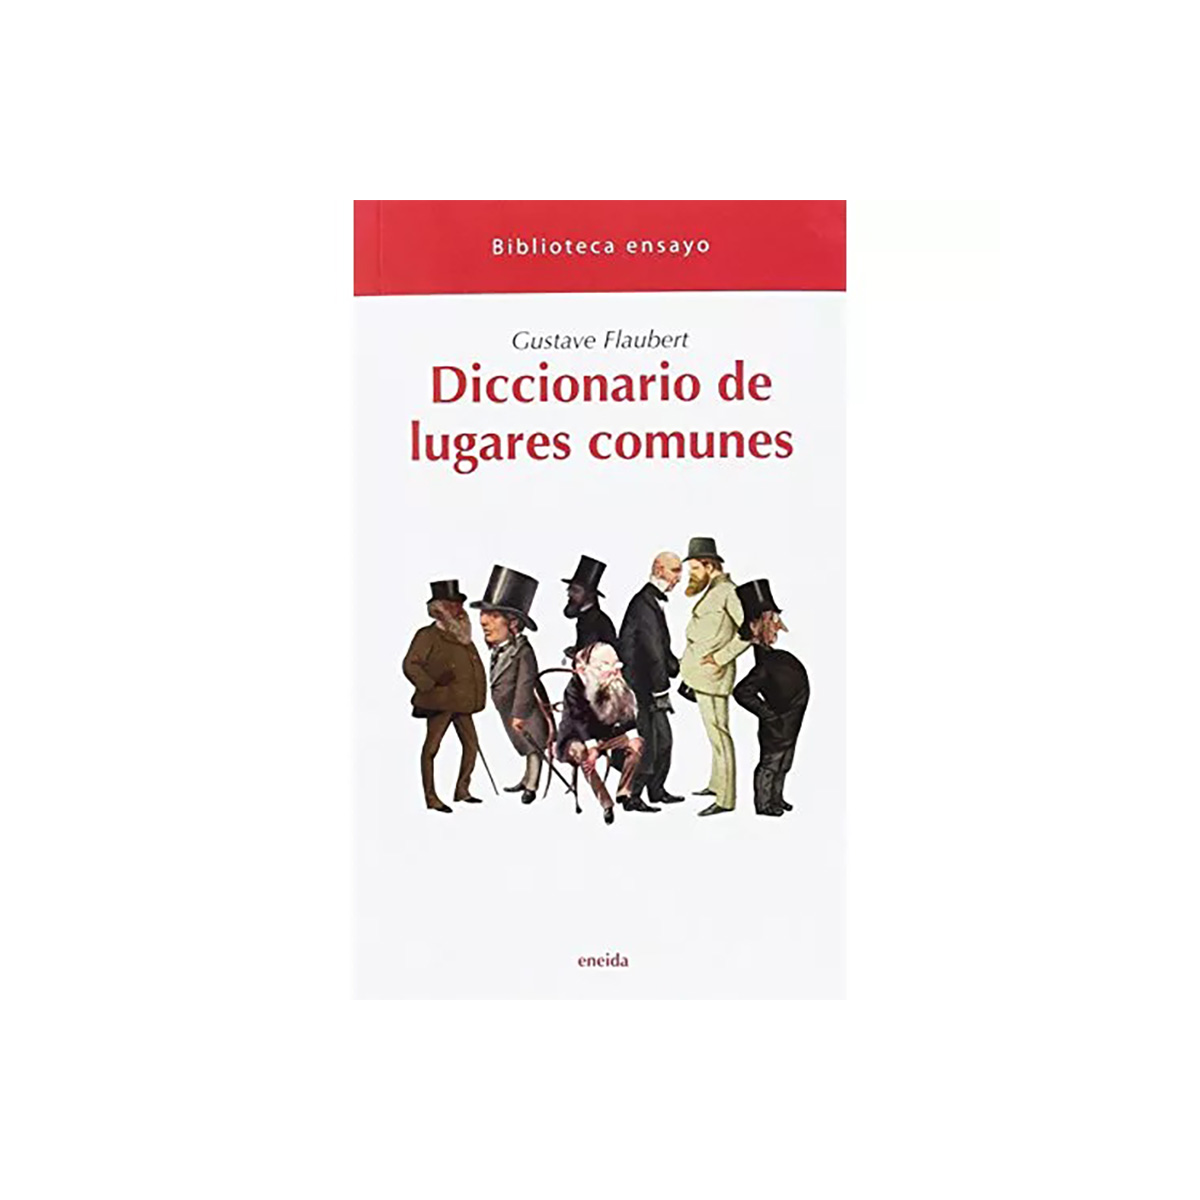 Biblioteca ensayo
Gustave Flaubert
Diccionario de
lugares comunes
eneida